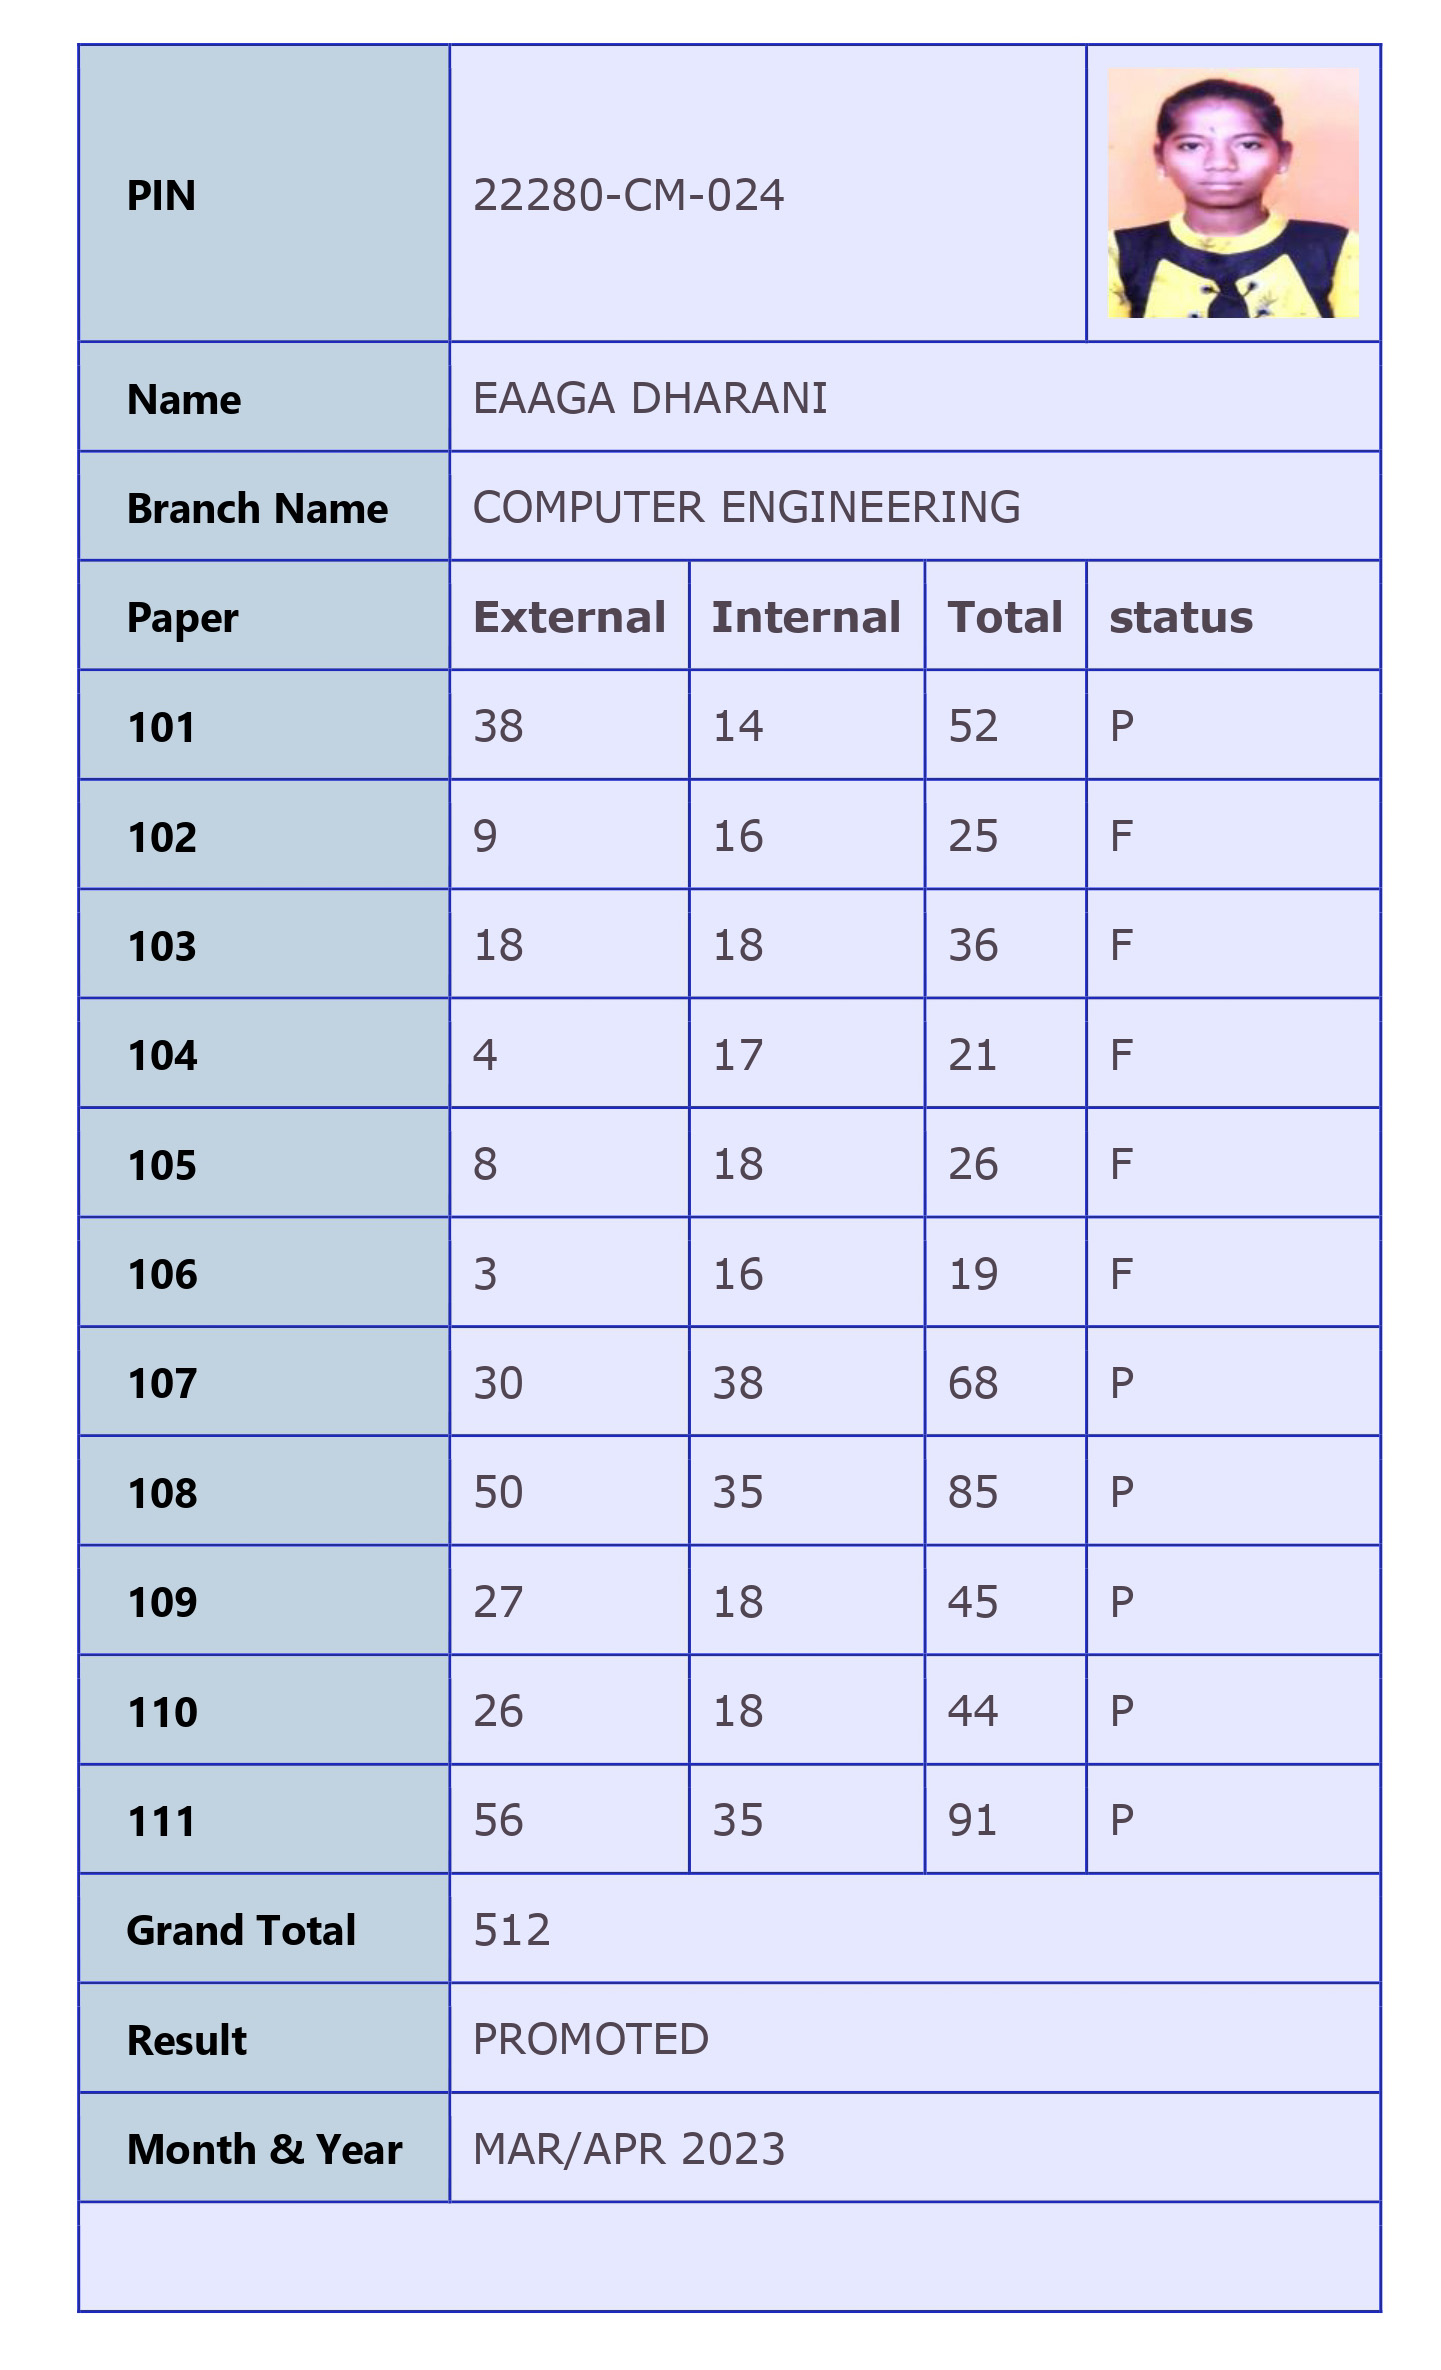 PIN 22280-CM-024
Name EAAGA DHARANI
Branch Name COMPUTER ENGINEERING
Paper External Internal Total status
101 38 14 52 P
102 9 16 25 F
103 18 18 36 F
104 4 17 21 F
105 8 18 26 F
106 3 16 19 F
107 30 38 68 P
108 50 35 85 P
109 27 18 45 P
110 26 18 44 P
111 56 35 91 P
Grand Total 512
Result PROMOTED
Month & Year MAR/APR 2023